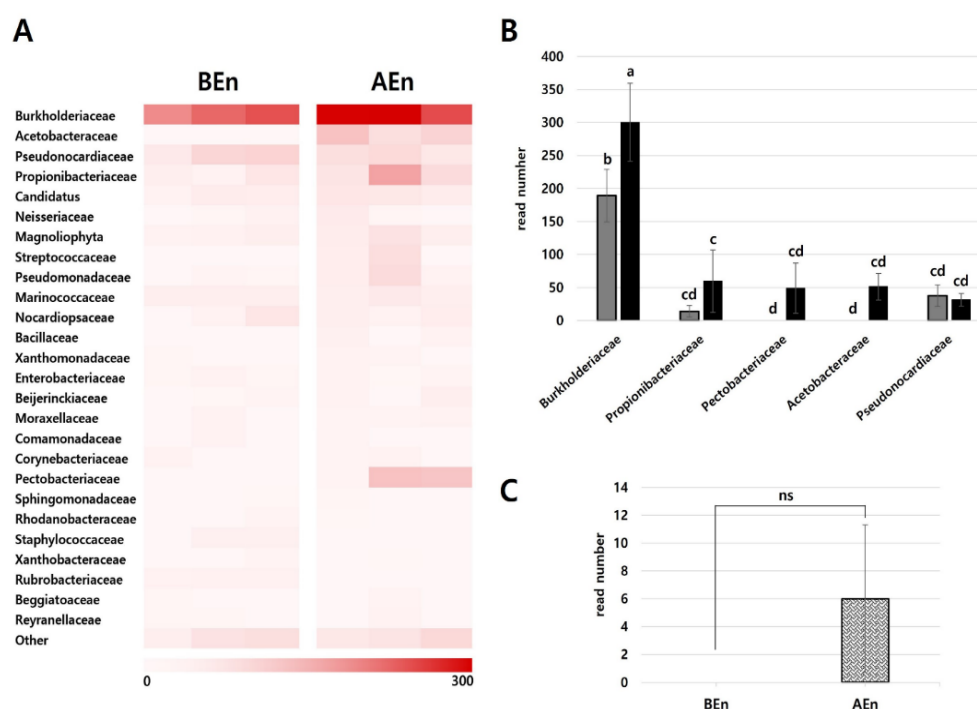 A
BEn AEn
Burkholderiaceae
Acetobacteraceae
Pseudonocardiaceae
Propionibacteriaceae
Candidatus
Neisseriaceae
Magnoliophyta
Streptococcaceae
Pseudomonadaceae
Marinococcaceae
Nocardiopsaceae
Bacillaceae
Xanthomonadaceae
Enterobacteriaceae
Beijerinckiaceae
Moraxellaceae
Comamonadaceae
Corynebacteriaceae
Pectobacteriaceae
Sphingomonadaceae
Rhodanobacteraceae
Staphylococcaceae
Xanthobacteraceae
Rubrobacteriaceae
Beggiatoaceae
Reyranellaceae
Other
0 300
B
400
350
300
250
200
150
100
50
0
read numher
b a
cd c
d cd
d cd
cd cd
Burkholderiaceae
Propionibacteriaceae
Pectobacteriaceae
Acetobacteraceae
Pseudonocardiaceae
C
14
12
10
8
6
4
2
0
read number
ns
BEn AEn